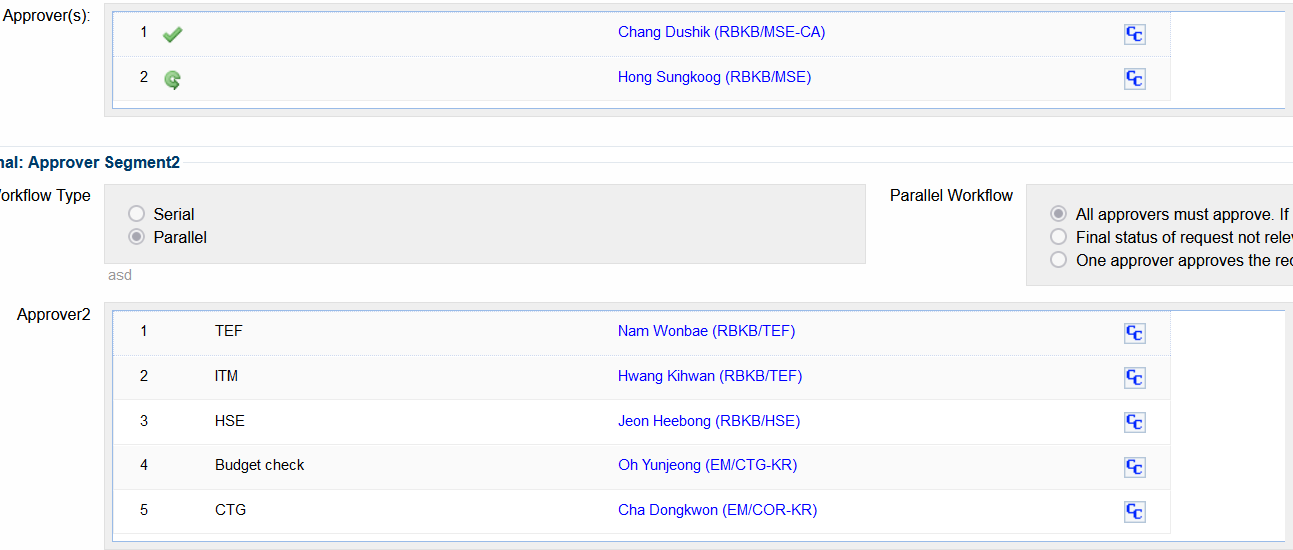 Approver(s):
1 Chang Dushik (RBKB/MSE-CA) CC
2 Hong Sungkoog (RBKB/MSE) CC
nal: Approver Segment2
orkflow Type
Serial
Parallel
asd
Parallel Workflow
All approvers must approve. If
Final status of request not rele
One approver approves the re
Approver2
1 TEF Nam Wonbae (RBKB/TEF) CC
2 ITM Hwang Kihwan (RBKB/TEF) CC
3 HSE Jeon Heebong (RBKB/HSE) CC
4 Budget check Oh Yunjeong (EM/CTG-KR) CC
5 CTG Cha Dongkwon (EM/COR-KR) CC